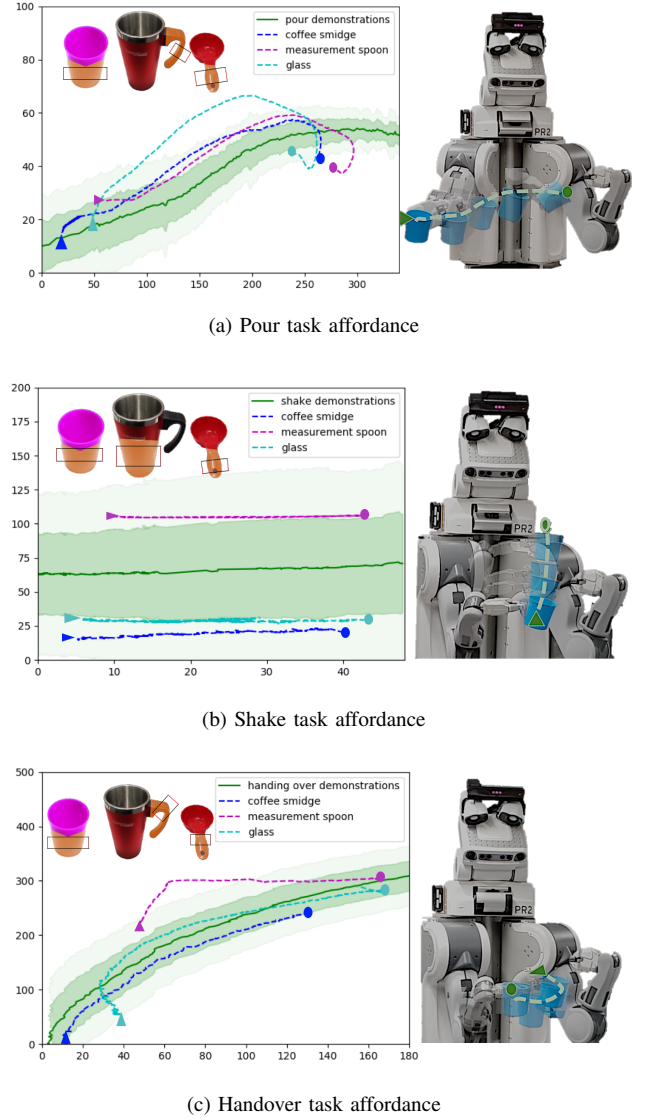 100
80
60
40
20
0
pour demonstrations
coffee smidge
measurement spoon
glass
0 50 100 150 200 250 300
PR2
(a) Pour task affordance
200
175
150
125
100
75
50
25
0
shake demonstrations
coffee smidge
measurement spoon
glass
0 10 20 30 40
PR2
(b) Shake task affordance
500
400
300
200
100
0
handing over demonstrations
coffee smidge
measurement spoon
glass
0 20 40 60 80 100 120 140 160 180
PR2
(c) Handover task affordance